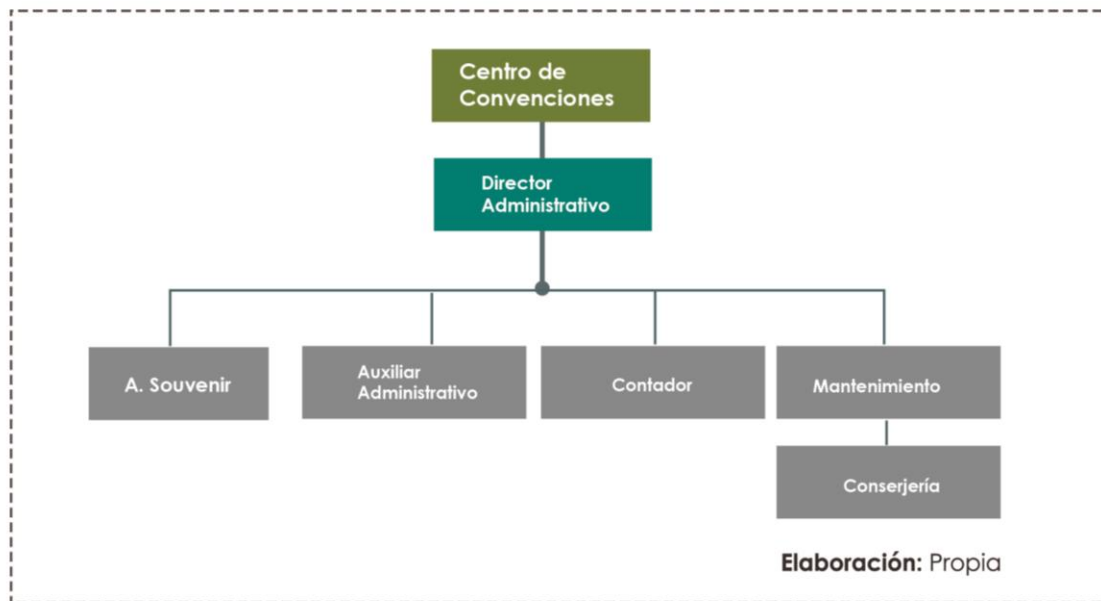 Centro de
Convenciones
Director
Administrativo
A. Souvenir
Auxiliar
Administrativo
Contador
Mantenimiento
Conserjería
Elaboración: Propia